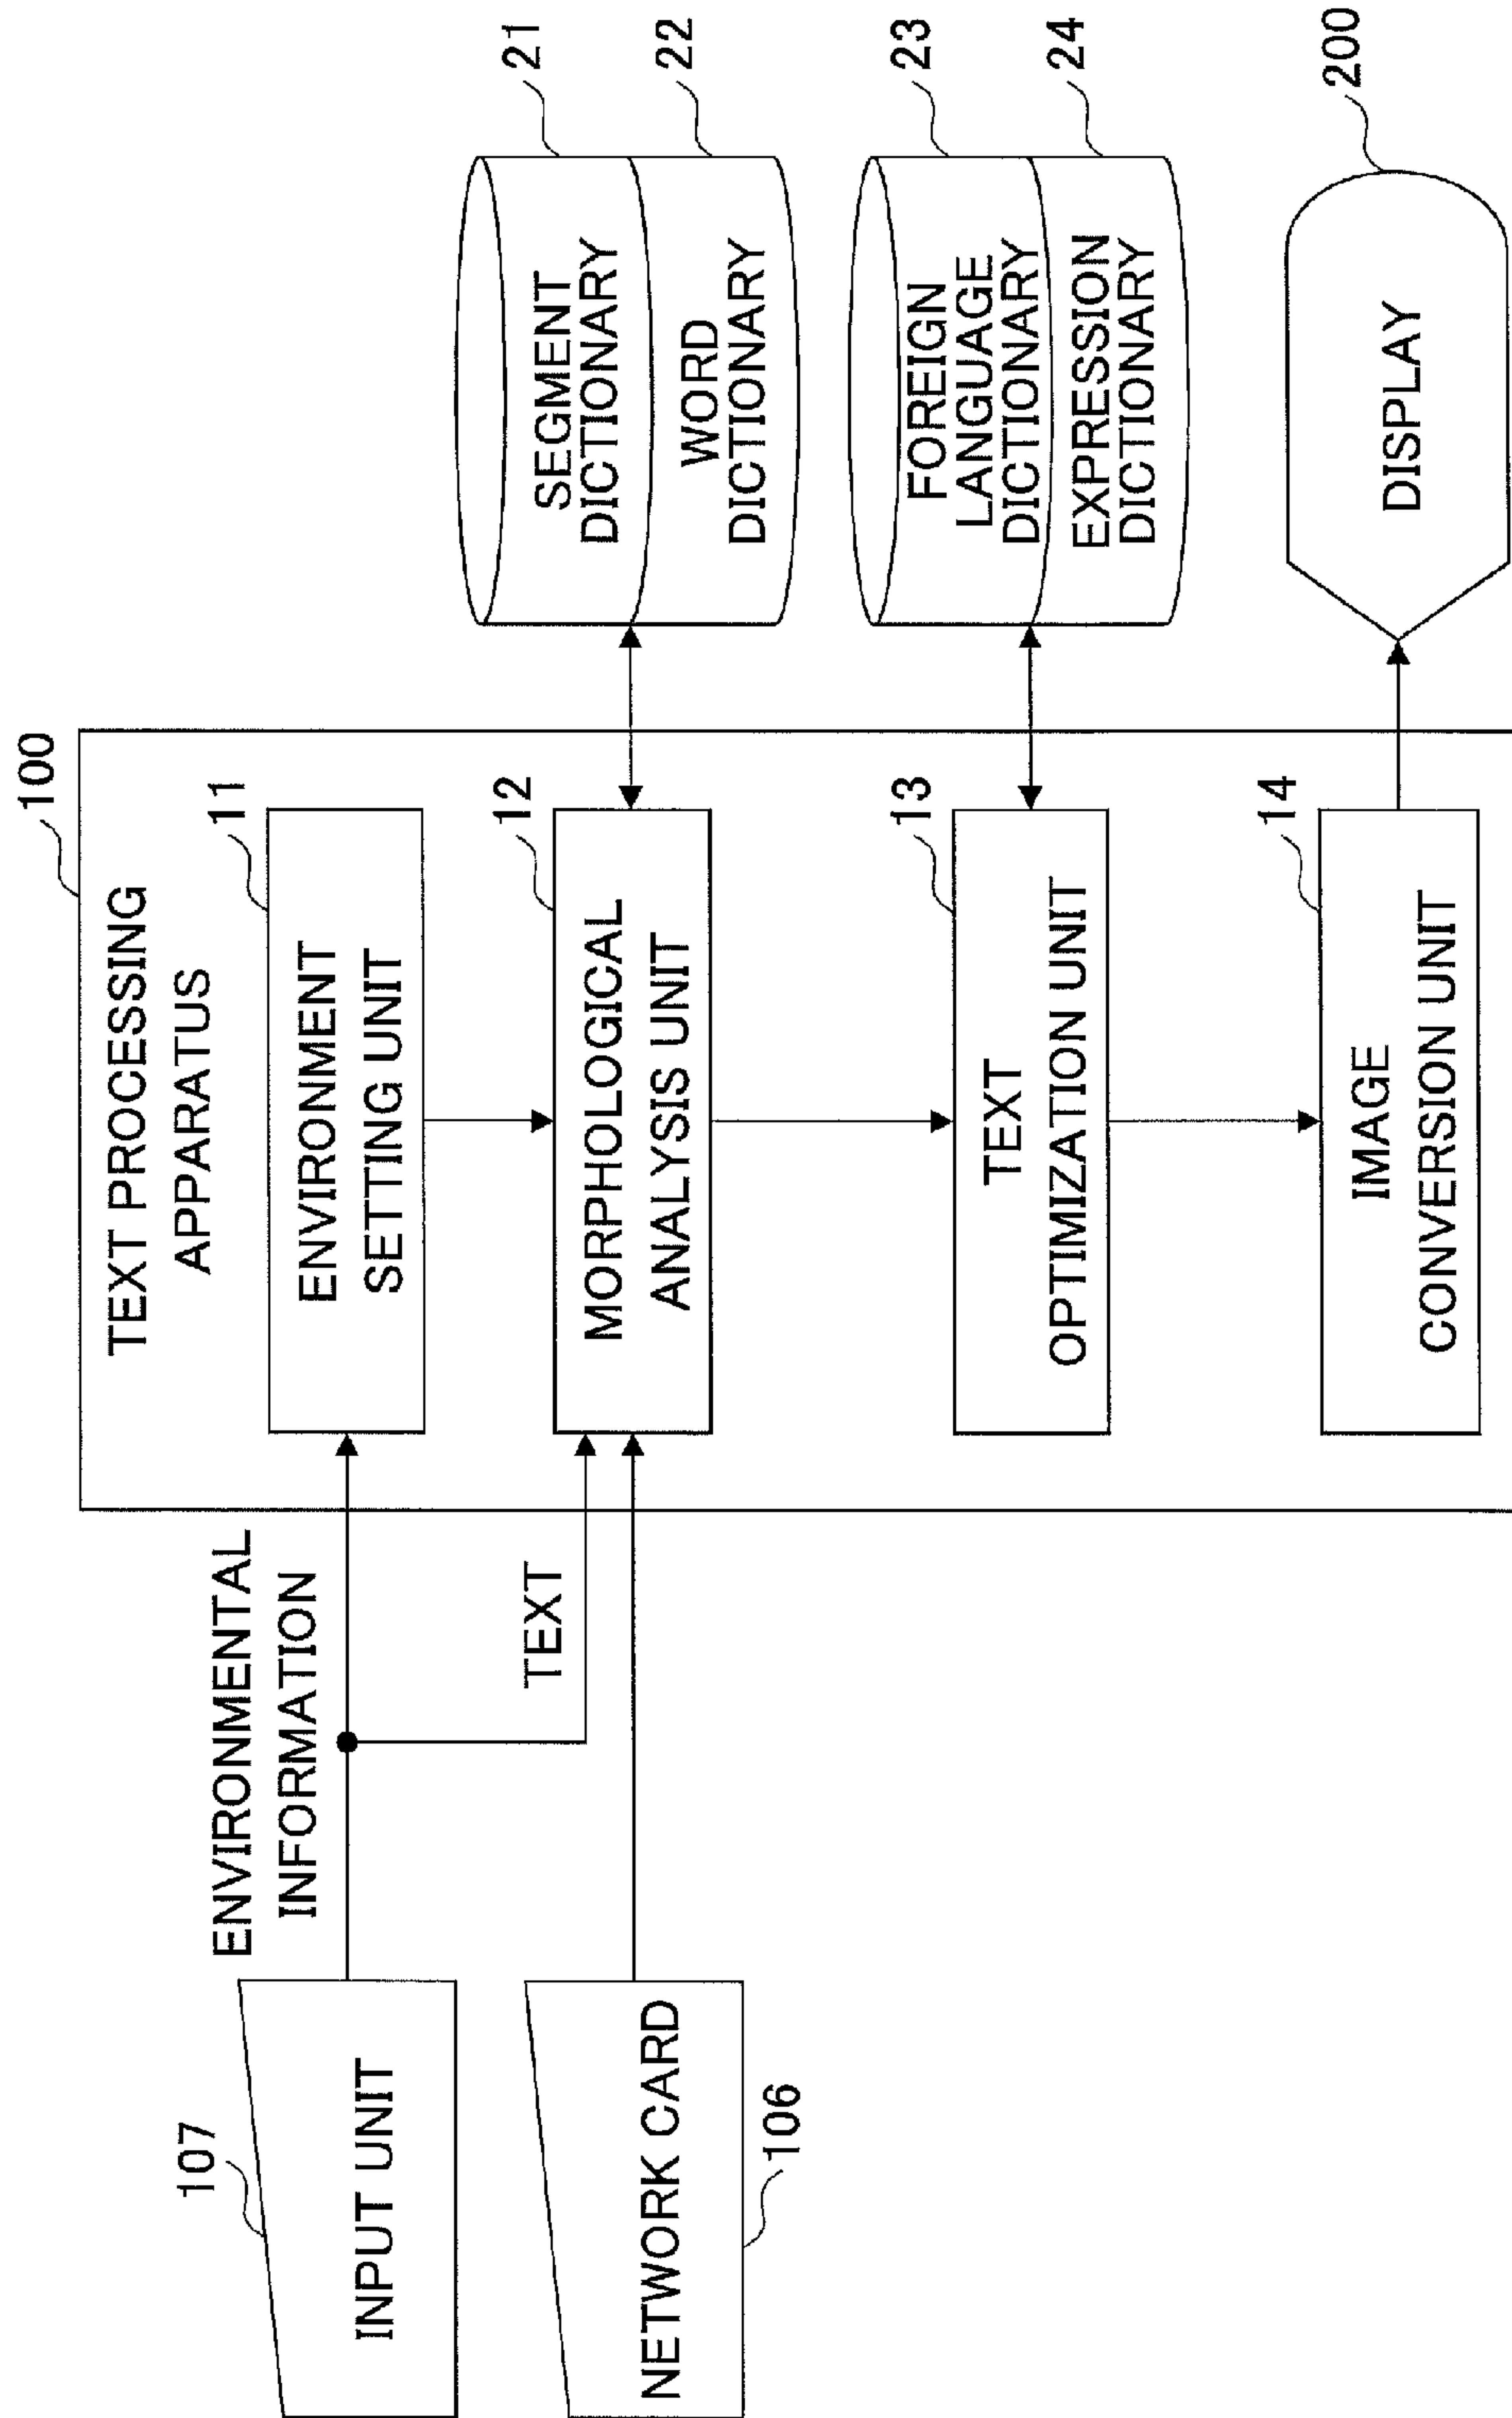 100
TEXT PROCESSING
APPARATUS
107
INPUT UNIT
ENVIRONMENTAL
INFORMATION
11
ENVIRONMENT
SETTING UNIT
TEXT
NETWORK CARD
106
12
MORPHOLOGICAL
ANALYSIS UNIT
SEGMENT
DICTIONARY
21
WORD
DICTIONARY
22
13
TEXT
OPTIMIZATION UNIT
FOREIGN
LANGUAGE
DICTIONARY
23
EXPRESSION
DICTIONARY
24
14
IMAGE
CONVERSION UNIT
DISPLAY
200